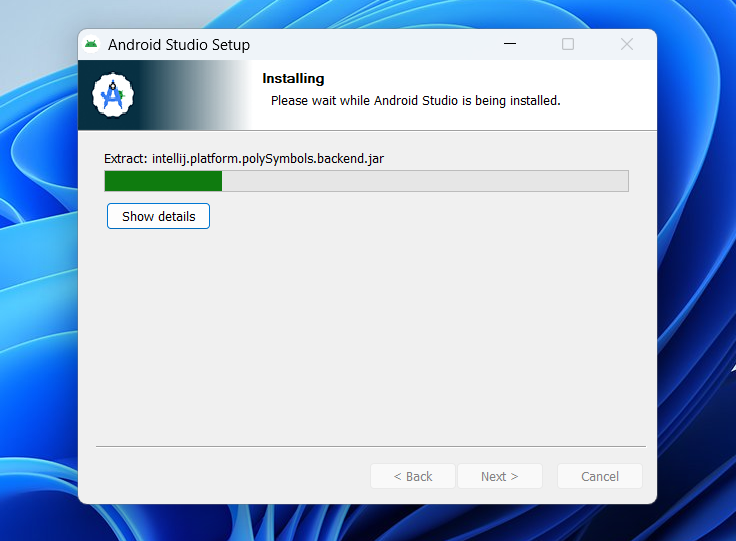 Android Studio Setup
Installing
Please wait while Android Studio is being installed.
Extract: intellij.platform.polySymbols.backend.jar
Show details
< Back
Next >
Cancel